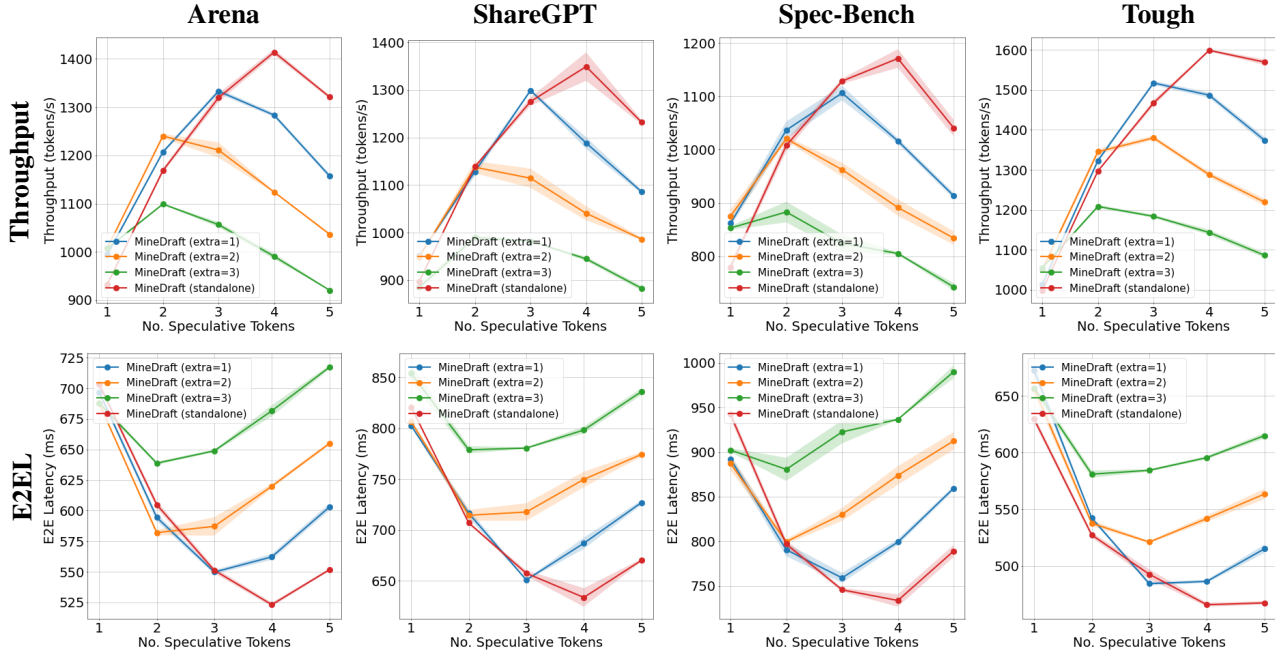 Arena ShareGPT Spec-Bench Tough
Throughput
Throughput (tokens/s)
1400
1300
1200
1100
1000
900
MineDraft (extra=1)
MineDraft (extra=2)
MineDraft (extra=3)
MineDraft (standalone)
1 2 3 4 5
No. Speculative Tokens
Throughput (tokens/s)
1400
1300
1200
1100
1000
900
MineDraft (extra=1)
MineDraft (extra=2)
MineDraft (extra=3)
MineDraft (standalone)
1 2 3 4 5
No. Speculative Tokens
Throughput (tokens/s)
1200
1100
1000
900
800
MineDraft (extra=1)
MineDraft (extra=2)
MineDraft (extra=3)
MineDraft (standalone)
1 2 3 4 5
No. Speculative Tokens
Throughput (tokens/s)
1600
1500
1400
1300
1200
1100
1000
MineDraft (extra=1)
MineDraft (extra=2)
MineDraft (extra=3)
MineDraft (standalone)
1 2 3 4 5
No. Speculative Tokens
E2EL
E2E Latency (ms)
725
700
675
650
625
600
575
550
525
MineDraft (extra=1)
MineDraft (extra=2)
MineDraft (extra=3)
MineDraft (standalone)
1 2 3 4 5
No. Speculative Tokens
E2E Latency (ms)
850
800
750
700
650
MineDraft (extra=1)
MineDraft (extra=2)
MineDraft (extra=3)
MineDraft (standalone)
1 2 3 4 5
No. Speculative Tokens
E2E Latency (ms)
1000
950
900
850
800
750
MineDraft (extra=1)
MineDraft (extra=2)
MineDraft (extra=3)
MineDraft (standalone)
1 2 3 4 5
No. Speculative Tokens
E2E Latency (ms)
650
600
550
500
MineDraft (extra=1)
MineDraft (extra=2)
MineDraft (extra=3)
MineDraft (standalone)
1 2 3 4 5
No. Speculative Tokens